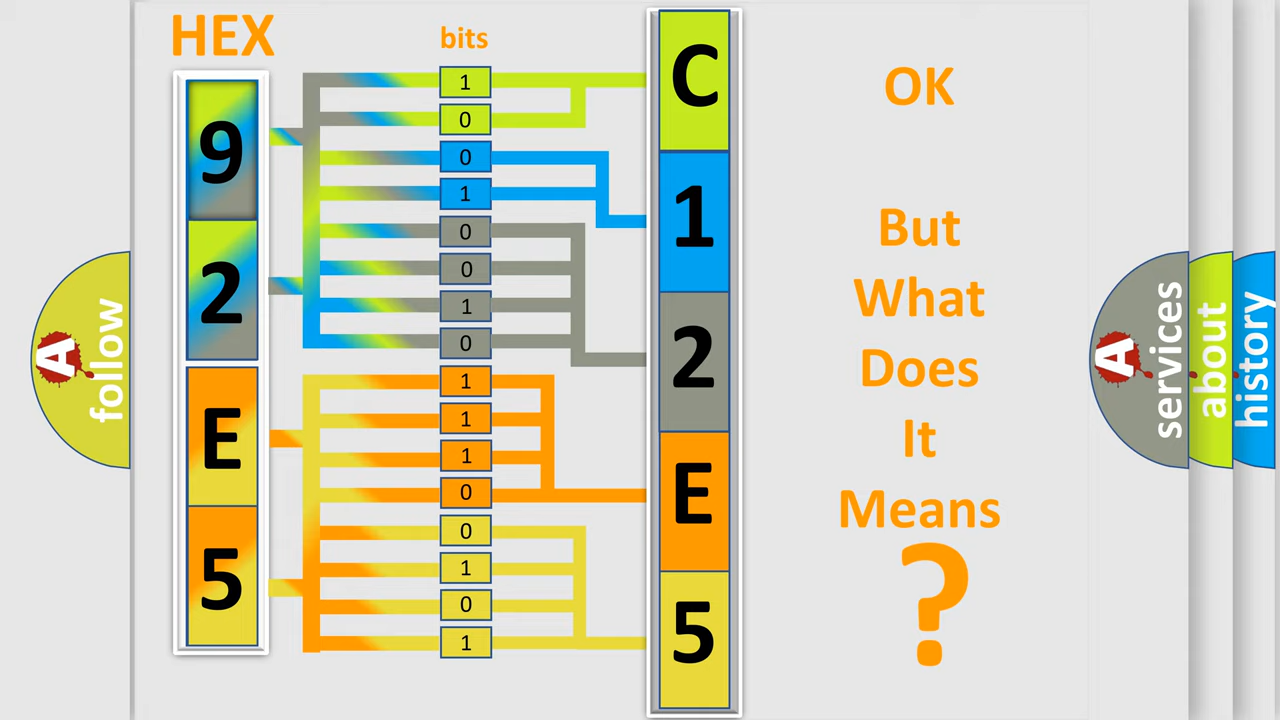 HEX
bits
9
2
E
5
1
0
0
1
0
0
1
0
1
1
1
0
0
1
0
1
C
1
2
E
5
OK
But
What
Does
It
Means
?
A
follow
A
services
about
history